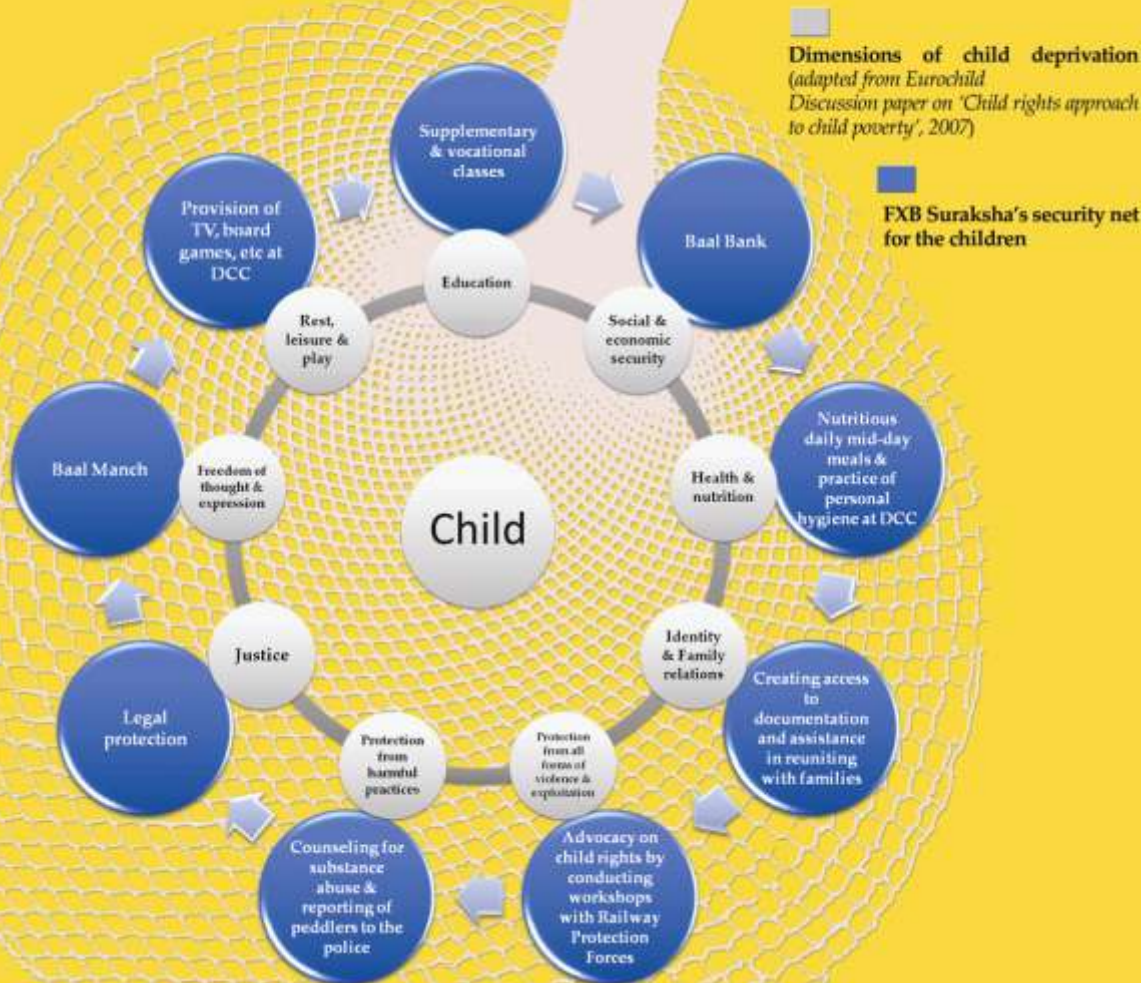 Dimensions of child deprivation
(adapted from Eurochild
Discussion paper on 'Child rights approach
to child poverty', 2007)
FXB Suraksha's security net
for the children
Supplementary
& vocational
classes
Baal Bank
Nutritious
daily mid-day
meals &
practice of
personal
hygiene at DCC
Creating access
to
documentation
and assistance
in reuniting
with families
Advocacy on
child rights by
conducting
workshops
with Railway
Protection
Forces
Counseling for
substance
abuse &
reporting of
peddlers to the
police
Legal
protection
Baal Manch
Provision of
TV, board
games, etc at
DCC
Education
Social &
economic
security
Health &
nutrition
Identity
& Family
relations
Protection
from all
forms of
violence &
exploitation
Protection
from
harmful
practices
Justice
Freedom of
thought &
expression
Rest,
leisure &
play
Child